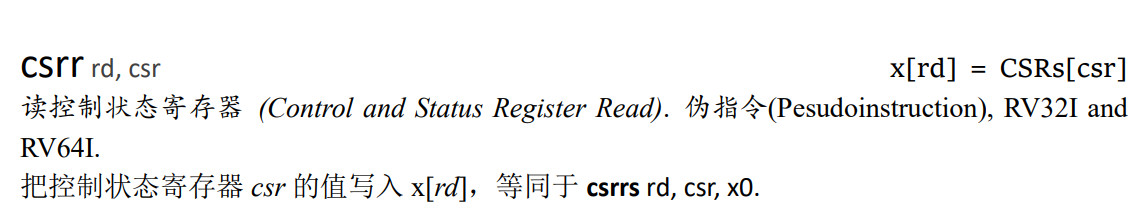 csrr rd, csr x[rd] = CSRs[csr]
读控制状态寄存器 (Control and Status Register Read). 伪指令(Pesudoinstruction), RV32I and
RV64I.
把控制状态寄存器 csr 的值写入 x[rd]，等同于 csrrs rd, csr, x0.